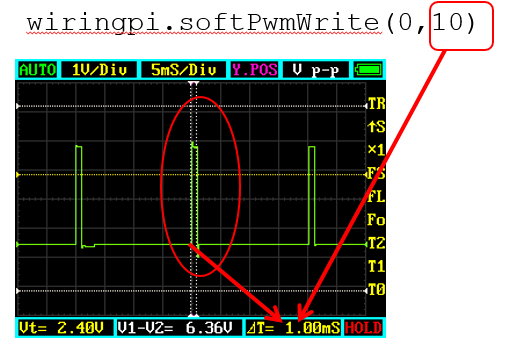 wiringpi.softPwmWrite(0,10)
AUTO 1V/Div 5mS/Div Y.POS V p-p
TR
↑S
×1
FS
FL
Fo
T2
T1
T0
Vt= 2.40V V1-V2= 6.36V ⊿T= 1.00mS HOLD